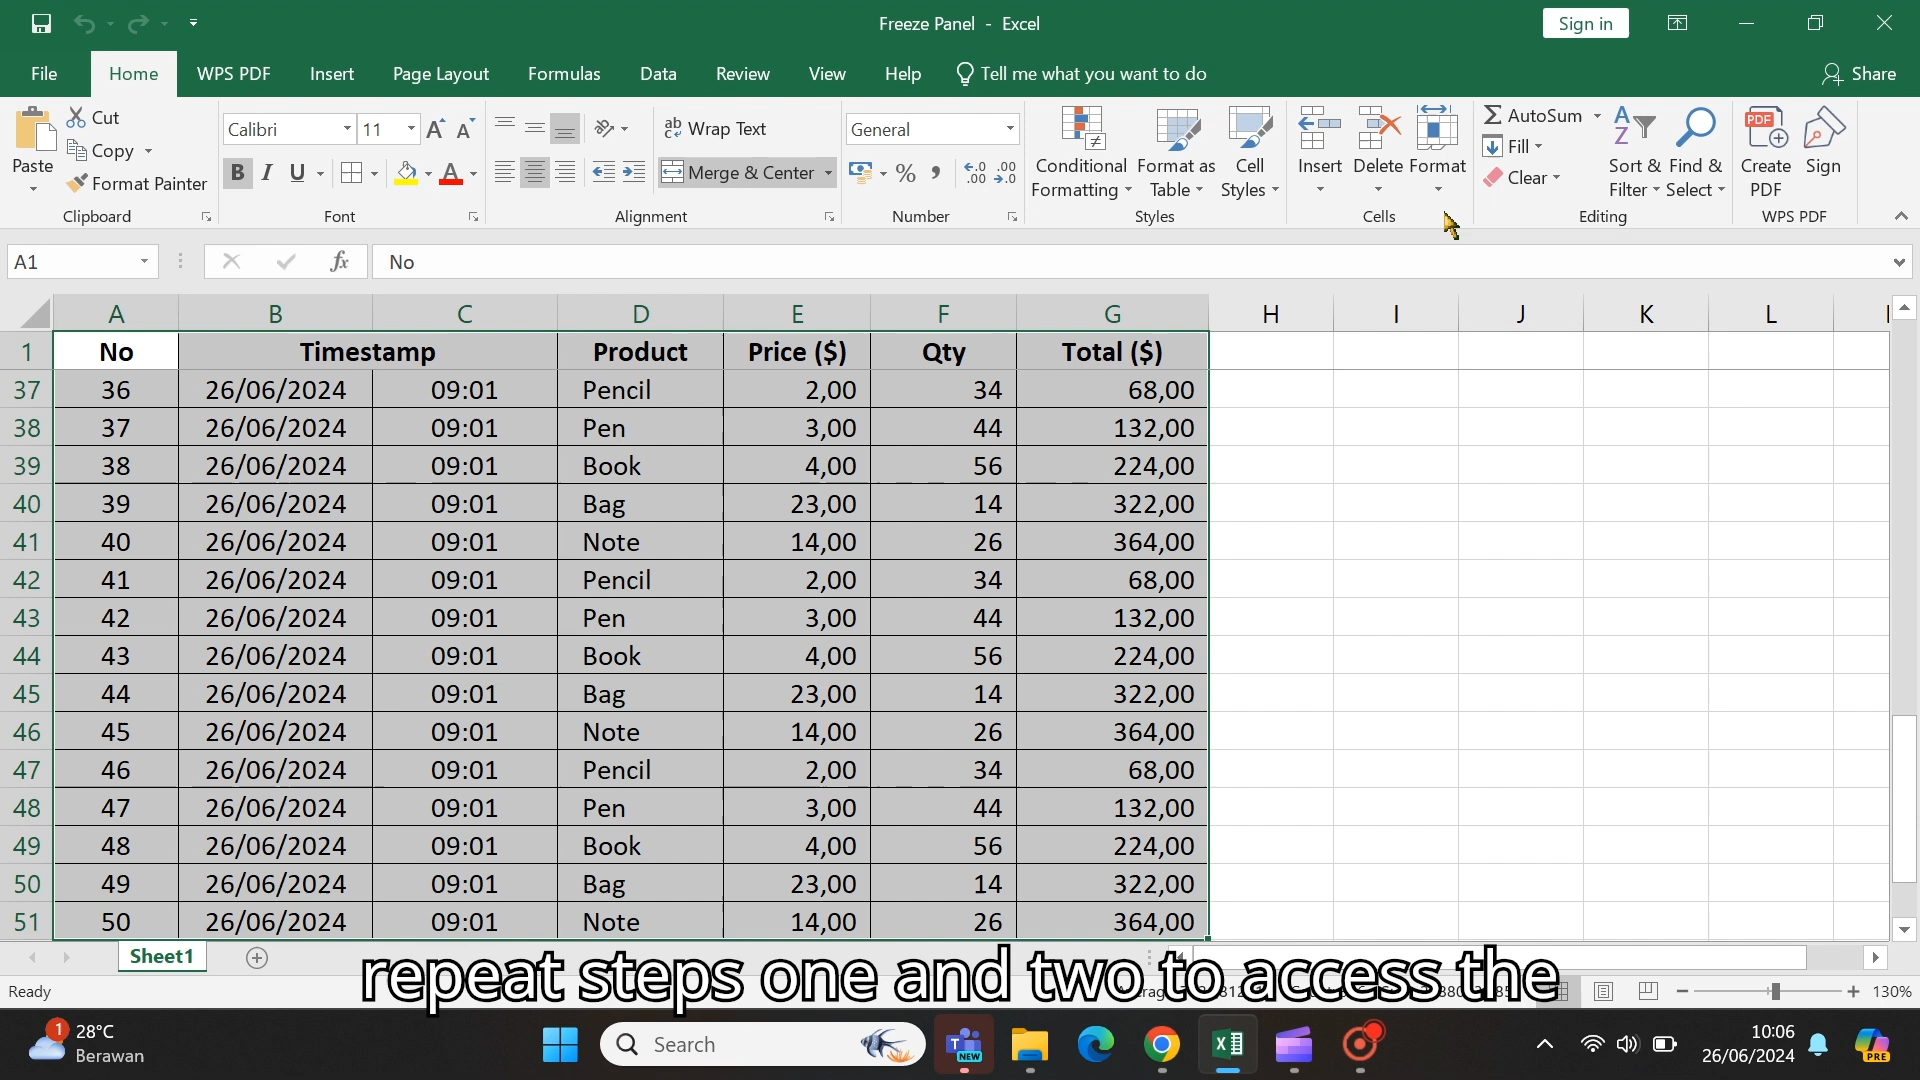 Freeze Panel - Excel
Sign in
File Home WPS PDF Insert Page Layout Formulas Data Review View Help Tell me what you want to do Share
Paste
Cut
Copy
Format Painter
Clipboard
Calibri 11
B I U
Font
Wrap Text
Merge & Center
Alignment
General
Number
Conditional Formatting
Format as Table
Cell Styles
Styles
Insert
Delete
Format
Cells
AutoSum
Fill
Clear
Sort & Filter
Find & Select
Editing
Create PDF
Sign
WPS PDF
A1 fx No
A B C D E F G H I J K L
1 No Timestamp Product Price ($) Qty Total ($)
37 36 26/06/2024 09:01 Pencil 2,00 34 68,00
38 37 26/06/2024 09:01 Pen 3,00 44 132,00
39 38 26/06/2024 09:01 Book 4,00 56 224,00
40 39 26/06/2024 09:01 Bag 23,00 14 322,00
41 40 26/06/2024 09:01 Note 14,00 26 364,00
42 41 26/06/2024 09:01 Pencil 2,00 34 68,00
43 42 26/06/2024 09:01 Pen 3,00 44 132,00
44 43 26/06/2024 09:01 Book 4,00 56 224,00
45 44 26/06/2024 09:01 Bag 23,00 14 322,00
46 45 26/06/2024 09:01 Note 14,00 26 364,00
47 46 26/06/2024 09:01 Pencil 2,00 34 68,00
48 47 26/06/2024 09:01 Pen 3,00 44 132,00
49 48 26/06/2024 09:01 Book 4,00 56 224,00
50 49 26/06/2024 09:01 Bag 23,00 14 322,00
51 50 26/06/2024 09:01 Note 14,00 26 364,00
Sheet1
repeat steps one and two to access the
Ready
130%
1 28°C
Berawan
Search
NEW
10:06
26/06/2024
PRE